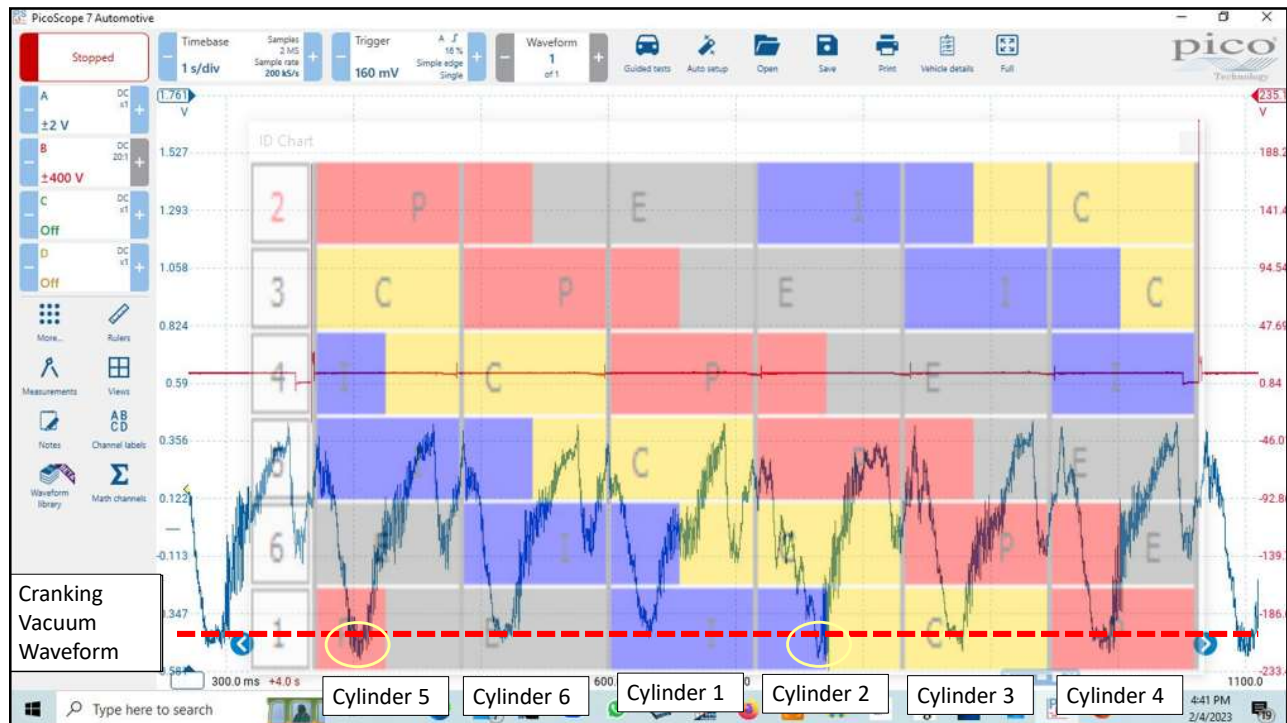 PicoScope 7 Automotive
Stopped
Timebase
1 s/div
Samples
2 MS
Sample rate
200 kS/s
Trigger
160 mV
A
18 %
Simple edge
Single
Waveform
1
of 1
Guided tests
Auto setup
Open
Save
Print
Vehicle details
Full
pico
Technology
A
DC
x1
±2 V
B
DC
20:1
±400 V
C
DC
x1
Off
D
DC
x1
Off
More...
Rulers
Measurements
Views
Notes
Channel labels
Waveform library
Math channels
1.761
V
1.527
1.293
1.058
0.824
0.59
0.356
0.122
-0.113
235.1
V
188.2
141.4
94.54
47.69
0.84
-46.0
-92.8
-139.
-186.
-233.
ID Chart
2 P E I C
3 C P E I C
4 I C P E I
C E
6 I P E
1 E I C
Cranking
Vacuum
Waveform
300.0 ms +4.0 s
600.
1100.0
Cylinder 5
Cylinder 6
Cylinder 1
Cylinder 2
Cylinder 3
Cylinder 4
Type here to search
4:41 PM
2/4/2023